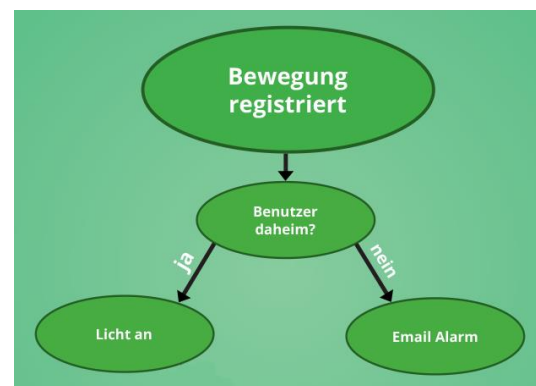 Bewegung
registriert
Benutzer
daheim?
ja
nein
Licht an
Email Alarm